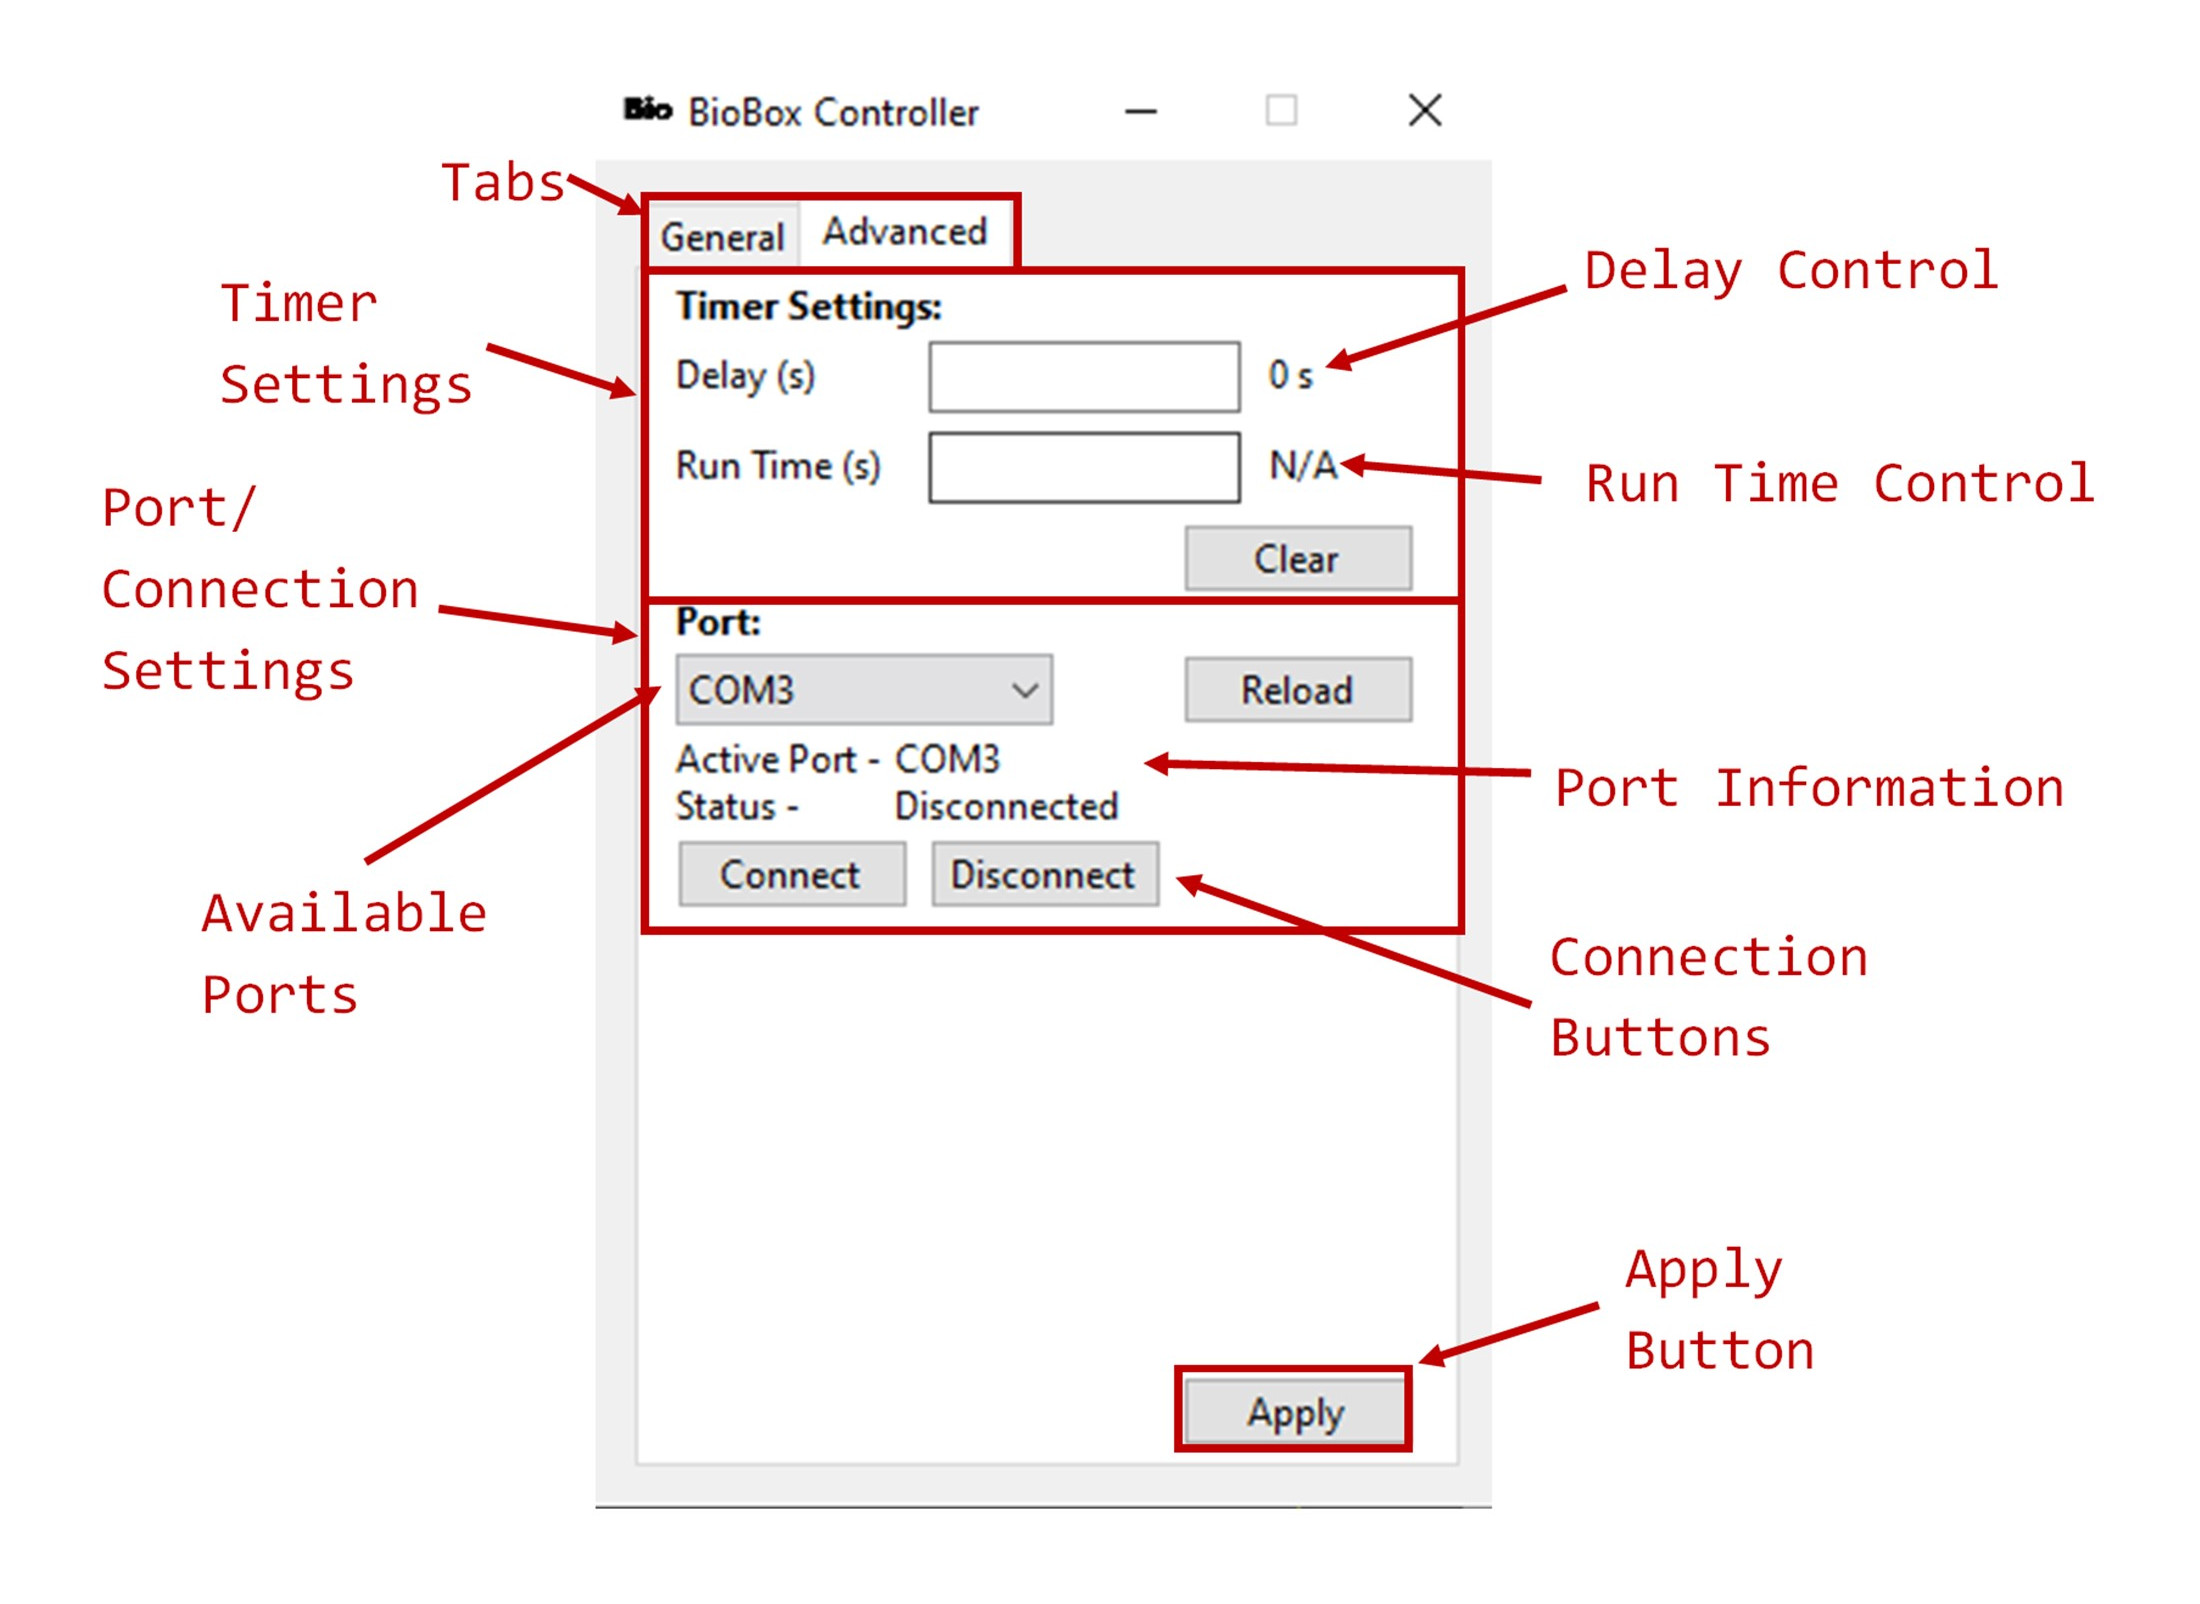 Bio BioBox Controller
Tabs
General Advanced
Delay Control
Timer
Settings
Timer Settings:
Delay (s) 0 s
Run Time (s) N/A
Run Time Control
Clear
Port/
Connection
Settings
Port:
COM3 Reload
Active Port - COM3
Status - Disconnected
Port Information
Connect Disconnect
Available
Ports
Connection
Buttons
Apply
Button
Apply